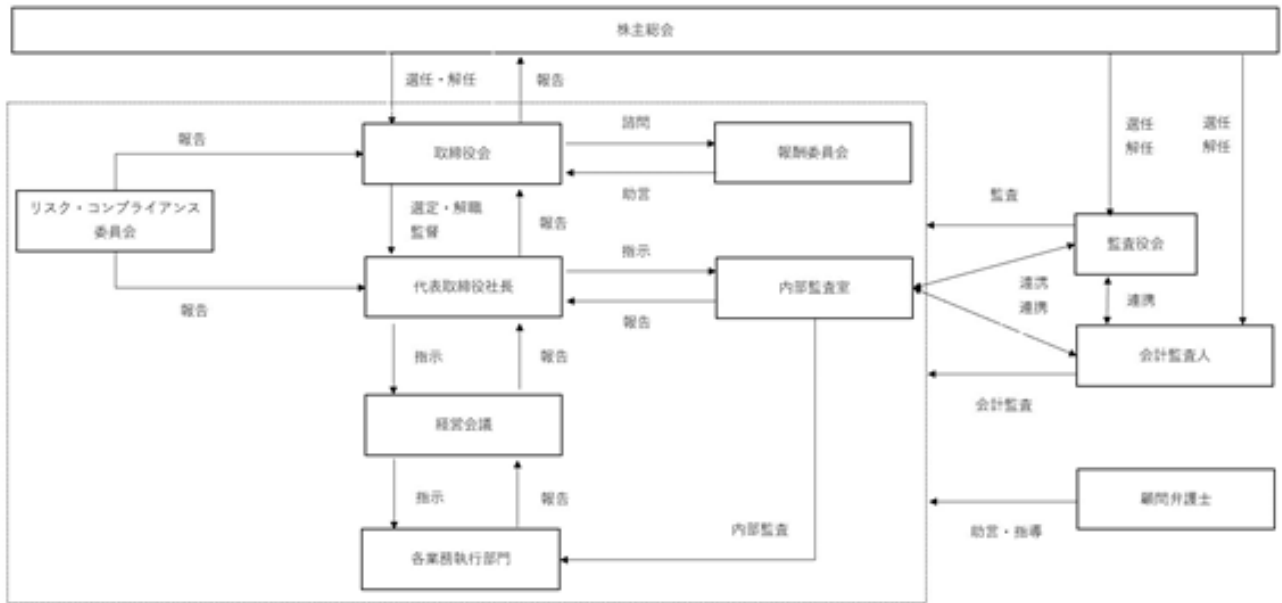 株主総会
選任・解任
報告
選任
解任
選任
解任
報告
取締役会
諮問
報酬委員会
助言
リスク・コンプライアンス
委員会
選定・解職
監督
報告
監査
監査役会
報告
代表取締役社長
指示
報告
内部監査室
連携
連携
連携
会計監査人
会計監査
指示
報告
経営会議
指示
報告
内部監査
各業務執行部門
顧問弁護士
助言・指導